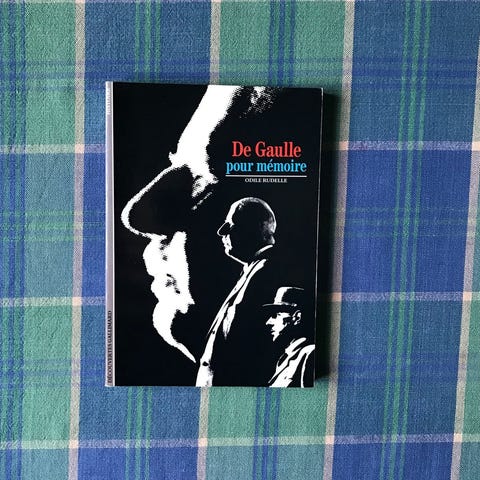 De Gaulle
pour mémoire
ODILE RUDELLE
DÉCOUVERTES GALLIMARD